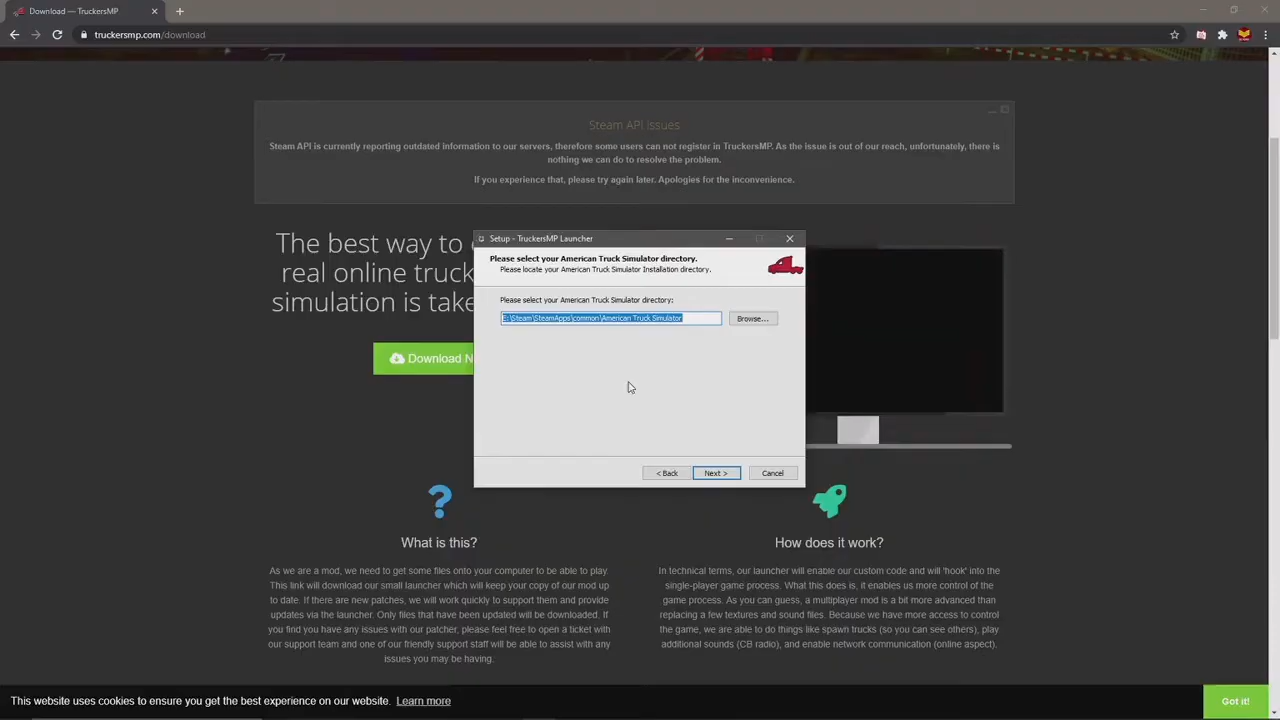 Download — TruckersMP
truckersmp.com/download
Steam API Issues
Steam API is currently reporting outdated information to our servers, therefore some users can not register in TruckersMP. As the issue is out of our reach, unfortunately, there is
nothing we can do to resolve the problem.
If you experience that, please try again later. Apologies for the inconvenience.
The best way to
real online truck
simulation is take
Download N
Setup - TruckersMP Launcher
Please select your American Truck Simulator directory.
Please locate your American Truck Simulator Installation directory.
Please select your American Truck Simulator directory:
E:\Steam\SteamApps\common\American Truck Simulator
Browse...
< Back
Next >
Cancel
What is this?
As we are a mod, we need to get some files onto your computer to be able to play.
This link will download our small launcher which will keep your copy of our mod up
to date. If there are new patches, we will work quickly to support them and provide
updates via the launcher. Only files that have been updated will be downloaded. If
you find you have any issues with our patcher, please feel free to open a ticket with
our support team and one of our friendly support staff will be able to assist with any
issues you may be having.
How does it work?
In technical terms, our launcher will enable our custom code and will 'hook' into the
single-player game process. What this does is, it enables us more control of the
game process. As you can guess, a multiplayer mod is a bit more advanced than
replacing a few textures and sound files. Because we have more access to control
the game, we are able to do things like spawn trucks (so you can see others), play
additional sounds (CB radio), and enable network communication (online aspect).
This website uses cookies to ensure you get the best experience on our website. Learn more
Got it!